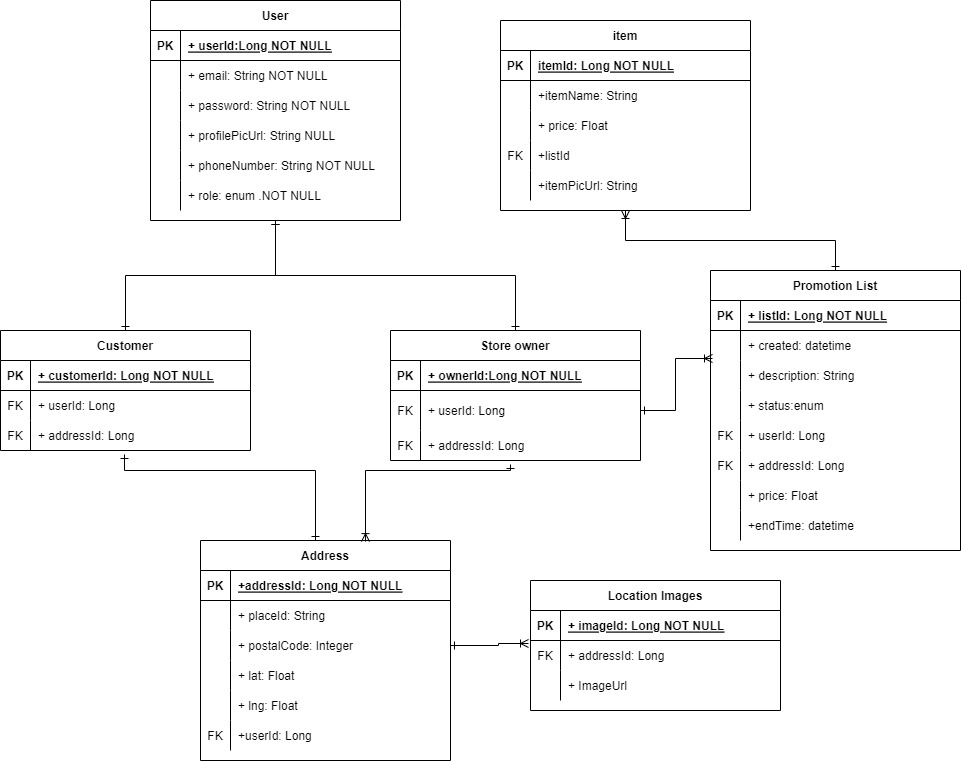 User
PK + userId:Long NOT NULL
+ email: String NOT NULL
+ password: String NOT NULL
+ profilePicUrl: String NULL
+ phoneNumber: String NOT NULL
+ role: enum .NOT NULL
item
PK itemId: Long NOT NULL
+itemName: String
+ price: Float
FK +listId
+itemPicUrl: String
Promotion List
PK + listId: Long NOT NULL
+ created: datetime
+ description: String
+ status:enum
FK + userId: Long
FK + addressId: Long
+ price: Float
+endTime: datetime
Customer
PK + customerId: Long NOT NULL
FK + userId: Long
FK + addressId: Long
Store owner
PK + ownerId:Long NOT NULL
FK + userId: Long
FK + addressId: Long
Address
PK +addressId: Long NOT NULL
+ placeId: String
+ postalCode: Integer
+ lat: Float
+ lng: Float
FK +userId: Long
Location Images
PK + imageId: Long NOT NULL
FK + addressId: Long
+ ImageUrl